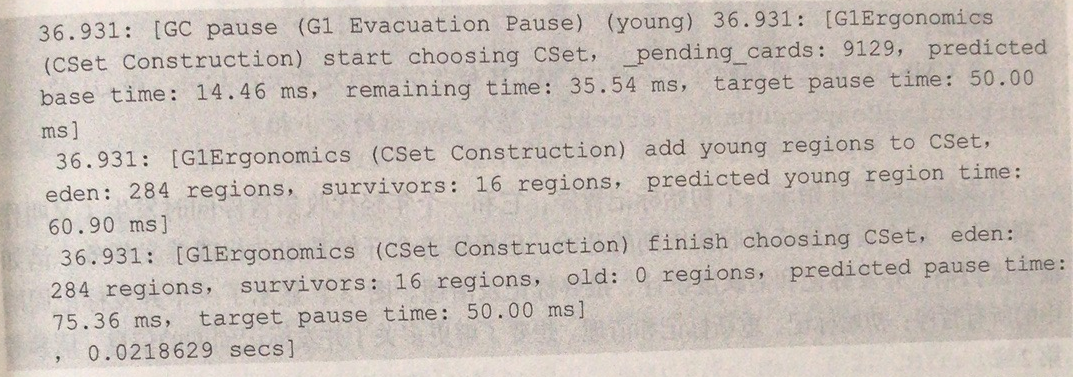 36.931: [GC pause (G1 Evacuation Pause) (young) 36.931: [G1Ergonomics
(CSet Construction) start choosing CSet, _pending_cards: 9129, predicted
base time: 14.46 ms, remaining time: 35.54 ms, target pause time: 50.00
ms]
36.931: [G1Ergonomics (CSet Construction) add young regions to CSet,
eden: 284 regions, survivors: 16 regions, predicted young region time:
60.90 ms]
36.931: [G1Ergonomics (CSet Construction) finish choosing CSet, eden:
284 regions, survivors: 16 regions, old: 0 regions, predicted pause time:
75.36 ms, target pause time: 50.00 ms]
, 0.0218629 secs]